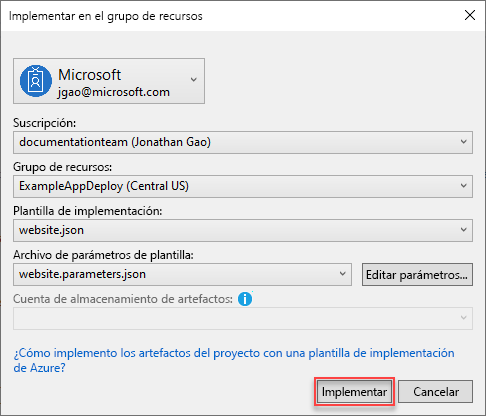 Implementar en el grupo de recursos
Microsoft
jgao@microsoft.com
Suscripción:
documentationteam (Jonathan Gao)
Grupo de recursos:
ExampleAppDeploy (Central US)
Plantilla de implementación:
website.json
Archivo de parámetros de plantilla:
website.parameters.json
Editar parámetros...
Cuenta de almacenamiento de artefactos:
¿Cómo implemento los artefactos del proyecto con una plantilla de implementación
de Azure?
Implementar
Cancelar